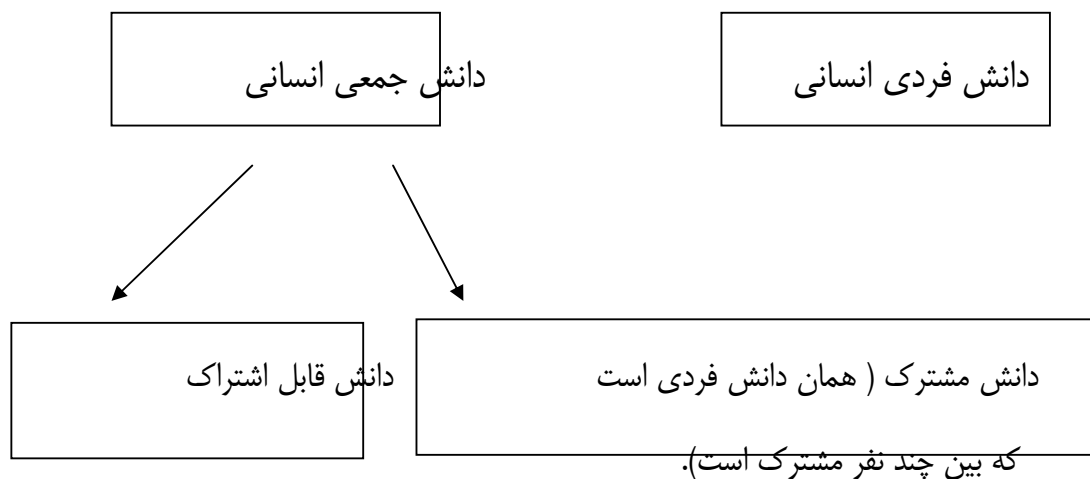 دانش فردی انسانی
دانش جمعی انسانی
دانش مشترک ( همان دانش فردی است
که بین چند نفر مشترک است).
دانش قابل اشتراک